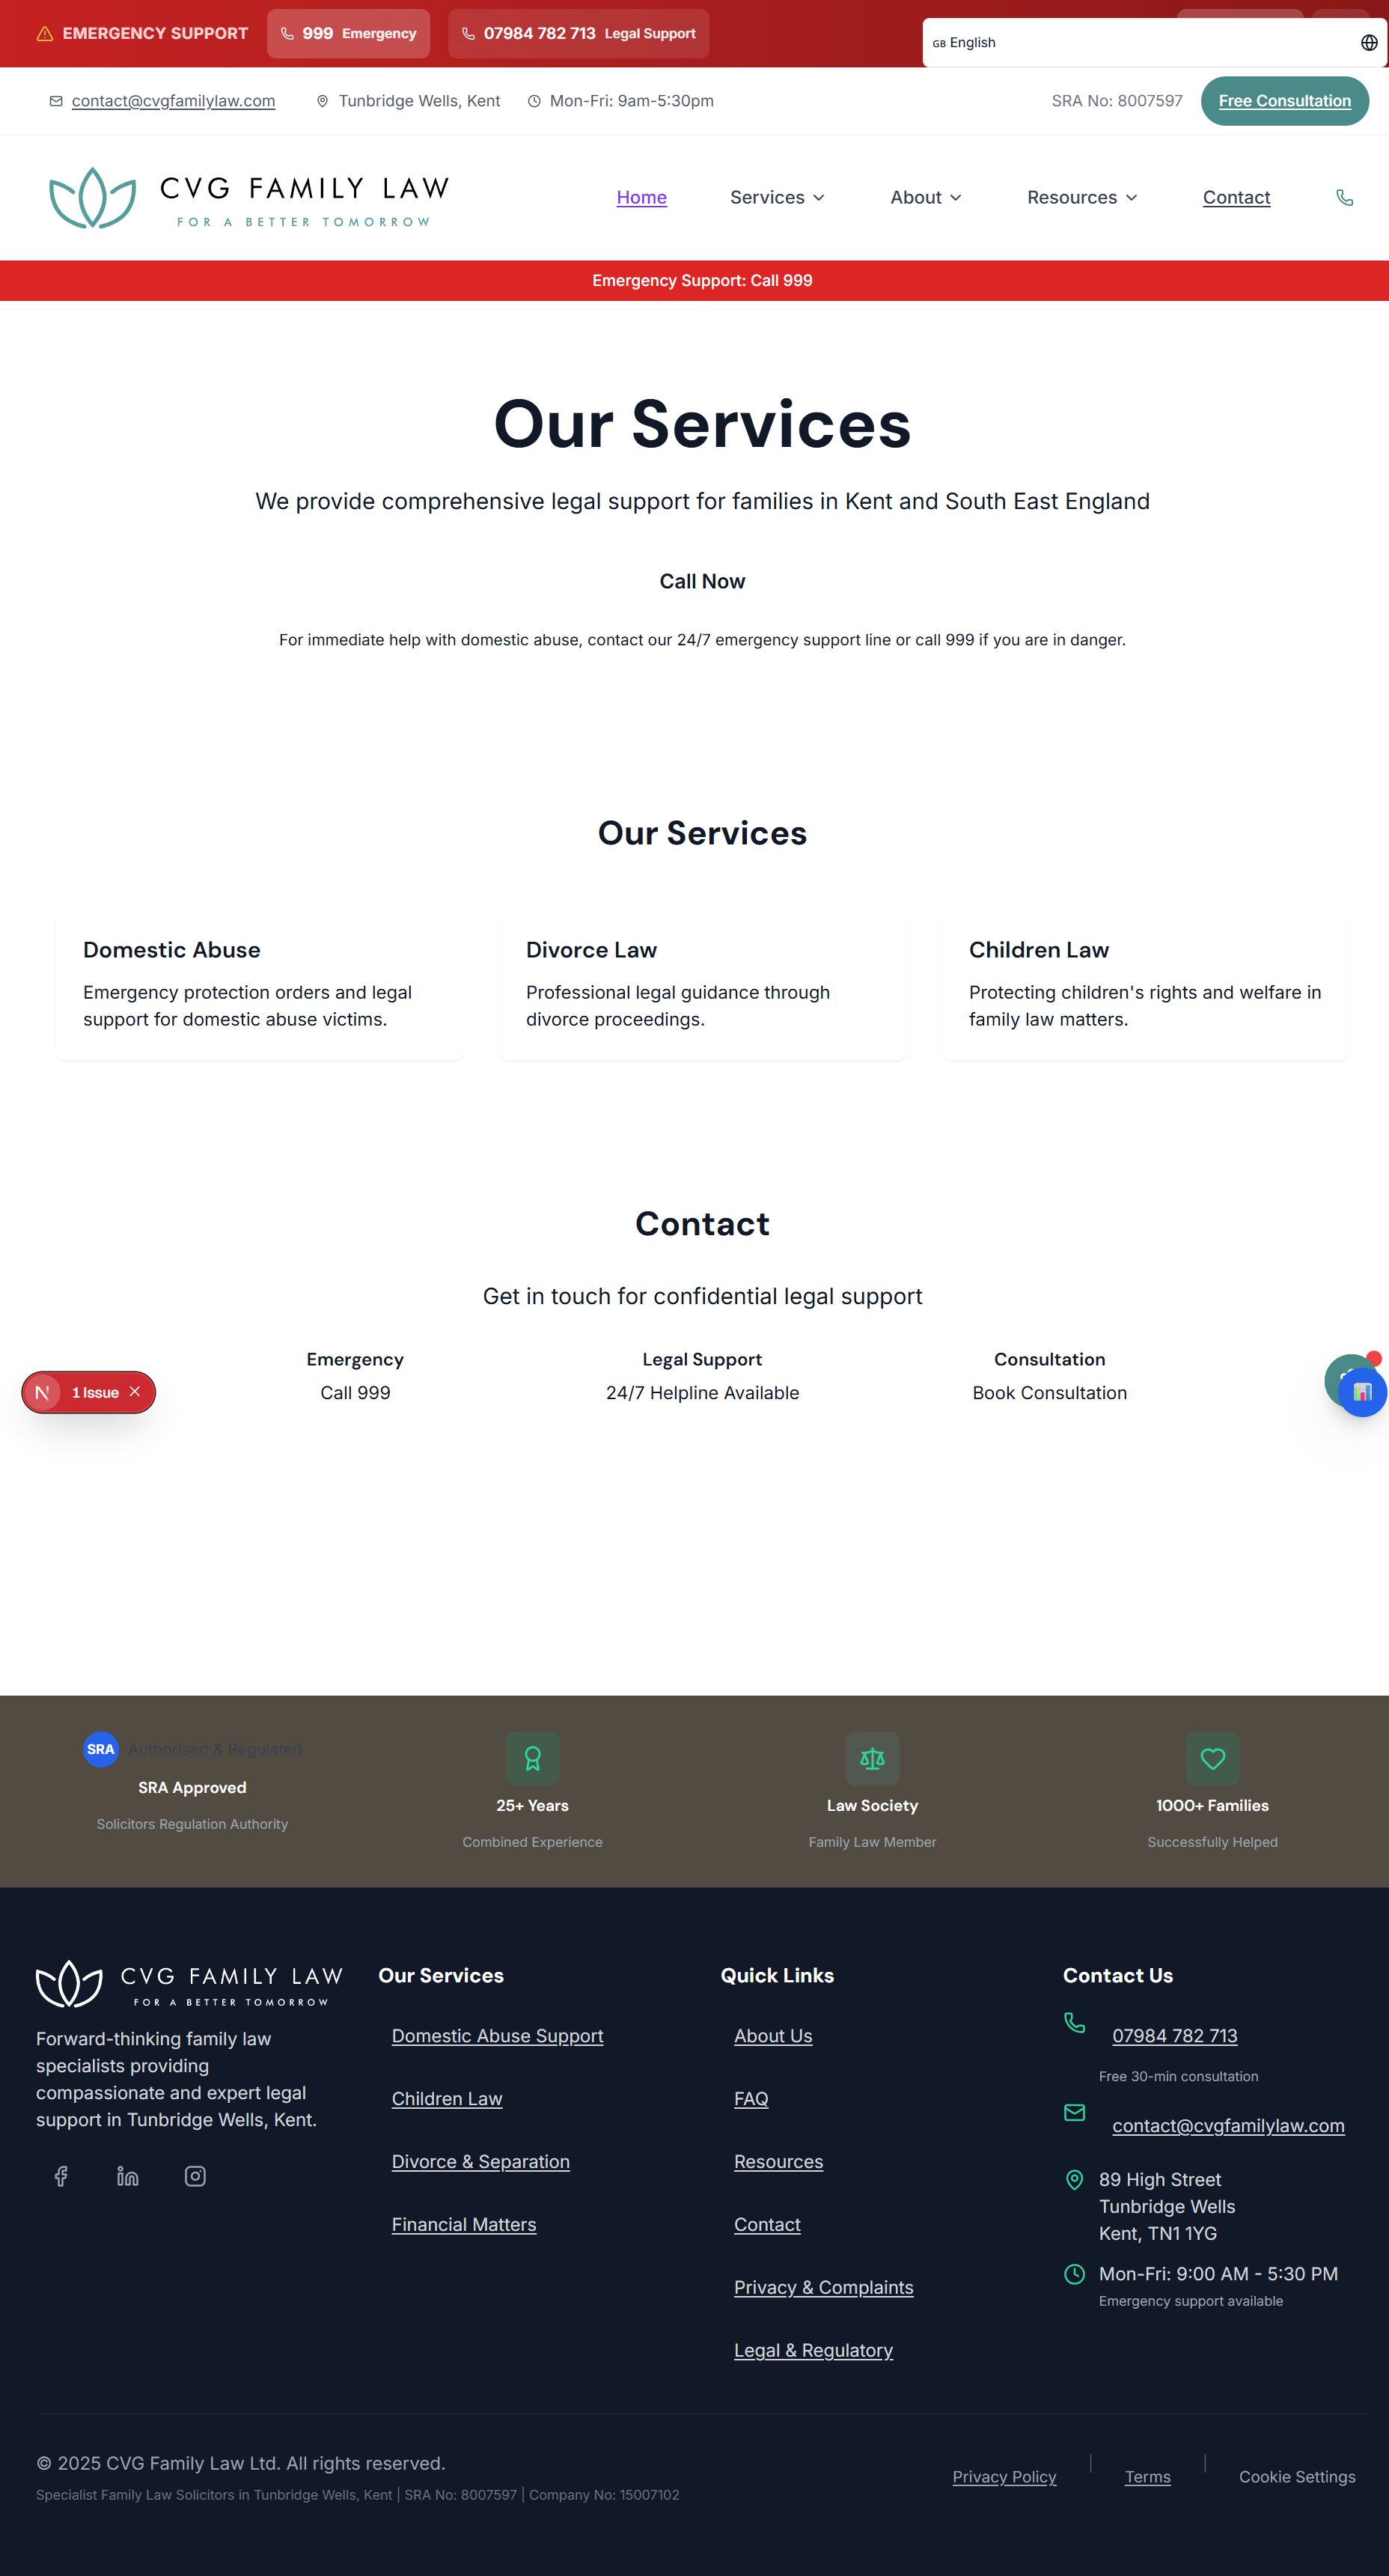 EMERGENCY SUPPORT
999 Emergency
07984 782 713 Legal Support
GB English
contact@cvgfamilylaw.com
Tunbridge Wells, Kent
Mon-Fri: 9am-5:30pm
SRA No: 8007597
Free Consultation
CVG FAMILY LAW
FOR A BETTER TOMORROW
Home
Services
About
Resources
Contact
Emergency Support: Call 999
Our Services
We provide comprehensive legal support for families in Kent and South East England
Call Now
For immediate help with domestic abuse, contact our 24/7 emergency support line or call 999 if you are in danger.
Our Services
Domestic Abuse
Emergency protection orders and legal
support for domestic abuse victims.
Divorce Law
Professional legal guidance through
divorce proceedings.
Children Law
Protecting children's rights and welfare in
family law matters.
Contact
Get in touch for confidential legal support
Emergency
Call 999
Legal Support
24/7 Helpline Available
Consultation
Book Consultation
N 1 Issue
SRA Authorised & Regulated
SRA Approved
Solicitors Regulation Authority
25+ Years
Combined Experience
Law Society
Family Law Member
1000+ Families
Successfully Helped
CVG FAMILY LAW
FOR A BETTER TOMORROW
Forward-thinking family law
specialists providing
compassionate and expert legal
support in Tunbridge Wells, Kent.
Our Services
Domestic Abuse Support
Children Law
Divorce & Separation
Financial Matters
Quick Links
About Us
FAQ
Resources
Contact
Privacy & Complaints
Legal & Regulatory
Contact Us
07984 782 713
Free 30-min consultation
contact@cvgfamilylaw.com
89 High Street
Tunbridge Wells
Kent, TN1 1YG
Mon-Fri: 9:00 AM - 5:30 PM
Emergency support available
© 2025 CVG Family Law Ltd. All rights reserved.
Specialist Family Law Solicitors in Tunbridge Wells, Kent | SRA No: 8007597 | Company No: 15007102
Privacy Policy
Terms
Cookie Settings